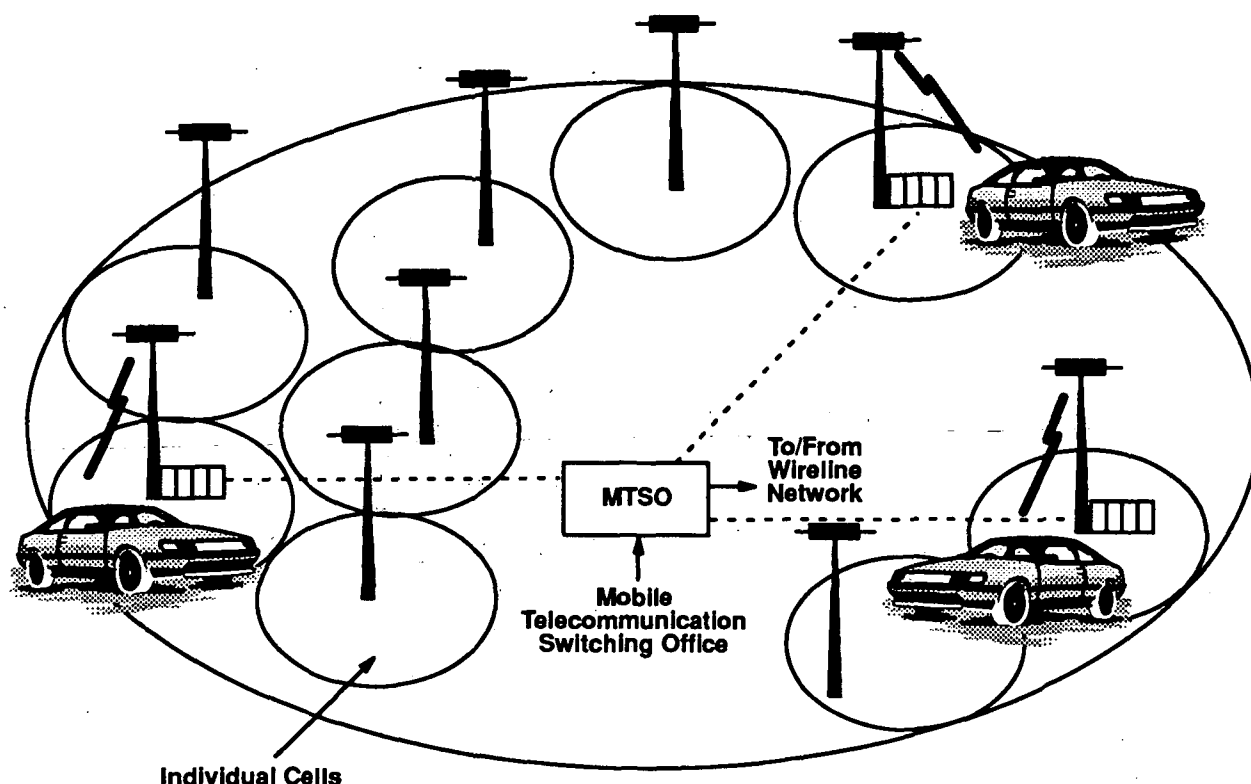 To/From
Wireline
Network
MTSO
Mobile
Telecommunication
Switching Office
Individual Cells